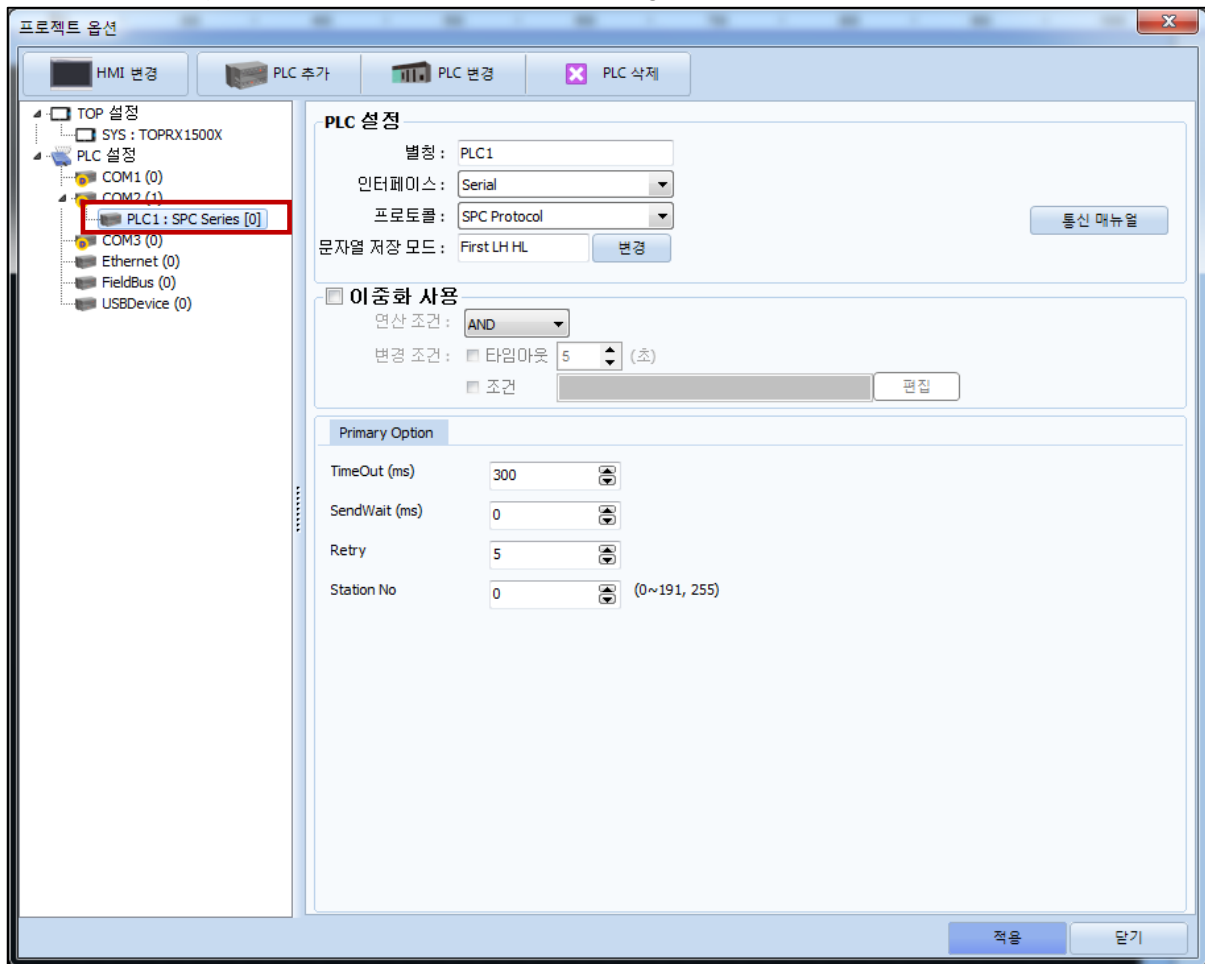 프로젝트 옵션
HMI 변경 PLC 추가 PLC 변경 PLC 삭제
TOP 설정
SYS : TOPRX1500X
PLC 설정
COM1 (0)
COM2 (1)
PLC1 : SPC Series [0]
COM3 (0)
Ethernet (0)
FieldBus (0)
USBDevice (0)
PLC 설정
별칭 : PLC1
인터페이스 : Serial
프로토콜 : SPC Protocol 통신 매뉴얼
문자열 저장 모드 : First LH HL 변경
이중화 사용
연산 조건 : AND
변경 조건 : 타임아웃 5 (초)
조건 편집
Primary Option
TimeOut (ms) 300
SendWait (ms) 0
Retry 5
Station No 0 (0~191, 255)
적용 닫기